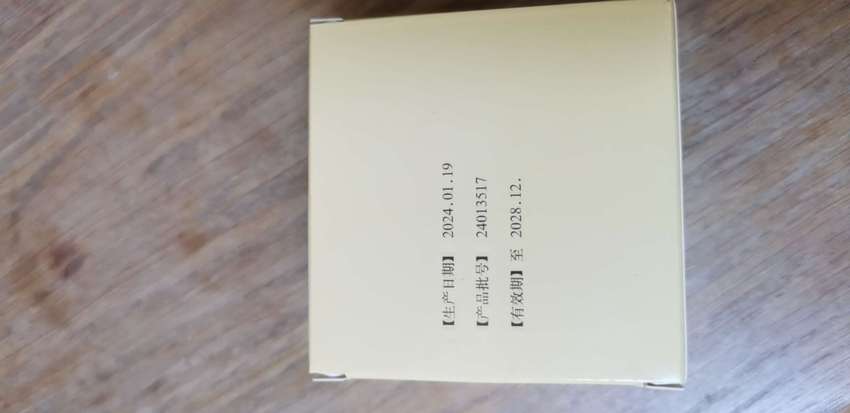 【生产日期】 2024.01.19
【产品批号】 24013517
【有效期】至 2028.12.